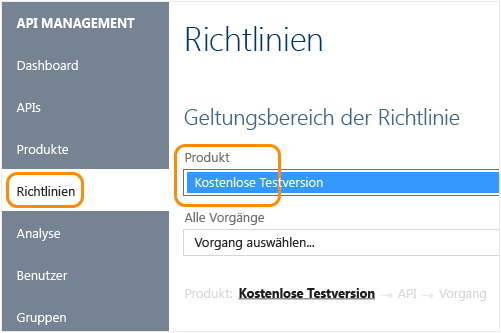 API MANAGEMENT
Dashboard
APIs
Produkte
Richtlinien
Analyse
Benutzer
Gruppen
Richtlinien
Geltungsbereich der Richtlinie
Produkt
Kostenlose Testversion
Alle Vorgänge
Vorgang auswählen...
Produkt: Kostenlose Testversion → API → Vorgang